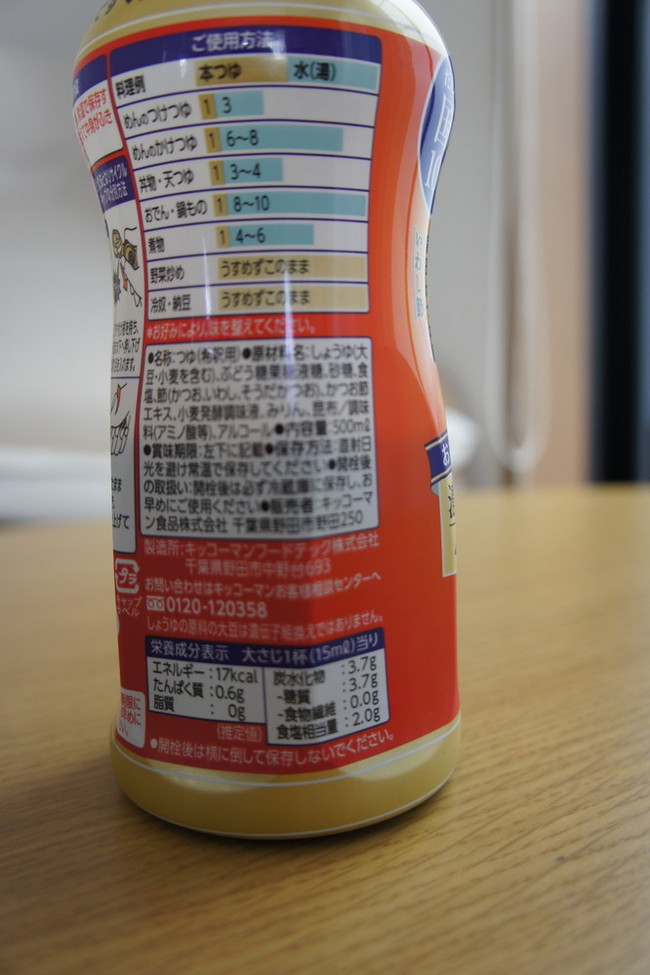 ご使用方法
料理例 本つゆ 水(湯)
めんのつけつゆ 1 3
めんのかけつゆ 1 6〜8
丼物・天つゆ 1 3〜4
おでん・鍋もの 1 8〜10
煮物 1 4〜6
野菜炒め うすめずこのまま
冷奴・納豆 うすめずこのまま
*お好みにより、味を整えてください。
●名称:つゆ(希釈用)●原材料名:しょうゆ(大
豆・小麦を含む)、ぶどう糖果糖液糖、砂糖、食
塩、節(かつお、いわし、そうだかつお)、かつお節
エキス、小麦発酵調味液、みりん、昆布/調味
料(アミノ酸等)、アルコール●内容量:500mℓ
●賞味期限:左下に記載●保存方法:直射日
光を避け常温で保存してください●開栓後
の取扱い:開栓後は必ず冷蔵庫に保存し、お
早めにご使用ください●販売者 キッコーマ
ン食品株式会社 千葉県野田市野田250
製造所:キッコーマンフードテック株式会社
千葉県野田市中野台693
お問い合わせはキッコーマンお客様相談センターへ
0120-120358
しょうゆの原料の大豆は遺伝子組換えではありません。
栄養成分表示 大さじ1杯(15mℓ)当り
エネルギー:17kcal
たんぱく質:0.6g
脂質:0g
炭水化物:3.7g
-糖質:3.7g
-食物繊維:0.0g
食塩相当量:2.0g
(推定値)
●開栓後は横に倒して保存しないでください。
プラ
いわし節